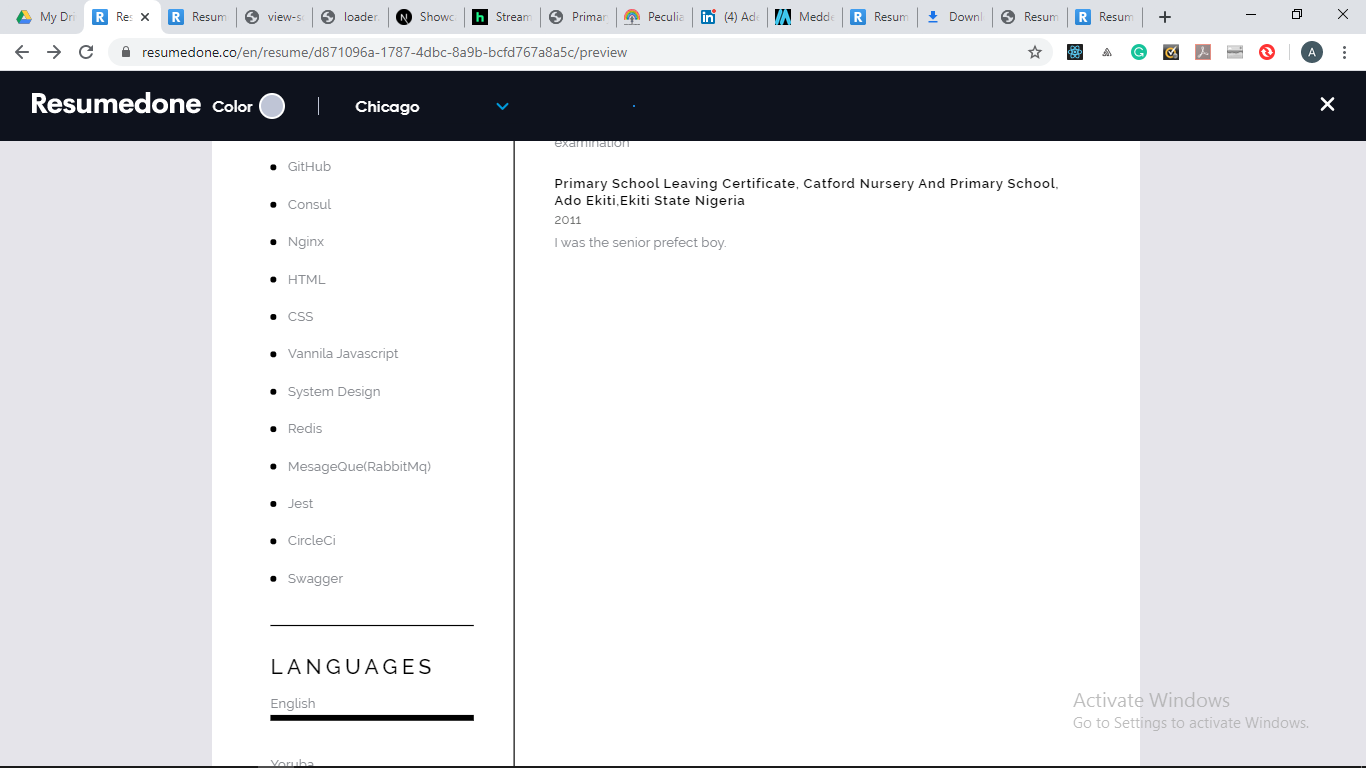 My Dri
Res
Resum
view-so
loader.
Showca
Stream
Primar
Peculia
(4) Ade
Medde
Resum
Downl
Resum
Resum
resumedone.co/en/resume/d871096a-1787-4dbc-8a9b-bcfd767a8a5c/preview
A
Resumedone Color
Chicago
GitHub
Consul
Nginx
HTML
CSS
Vannila Javascript
System Design
Redis
MesageQue(RabbitMq)
Jest
CircleCi
Swagger
LANGUAGES
English
Yoruba
examination
Primary School Leaving Certificate, Catford Nursery And Primary School,
Ado Ekiti,Ekiti State Nigeria
2011
I was the senior prefect boy.
Activate Windows
Go to Settings to activate Windows.